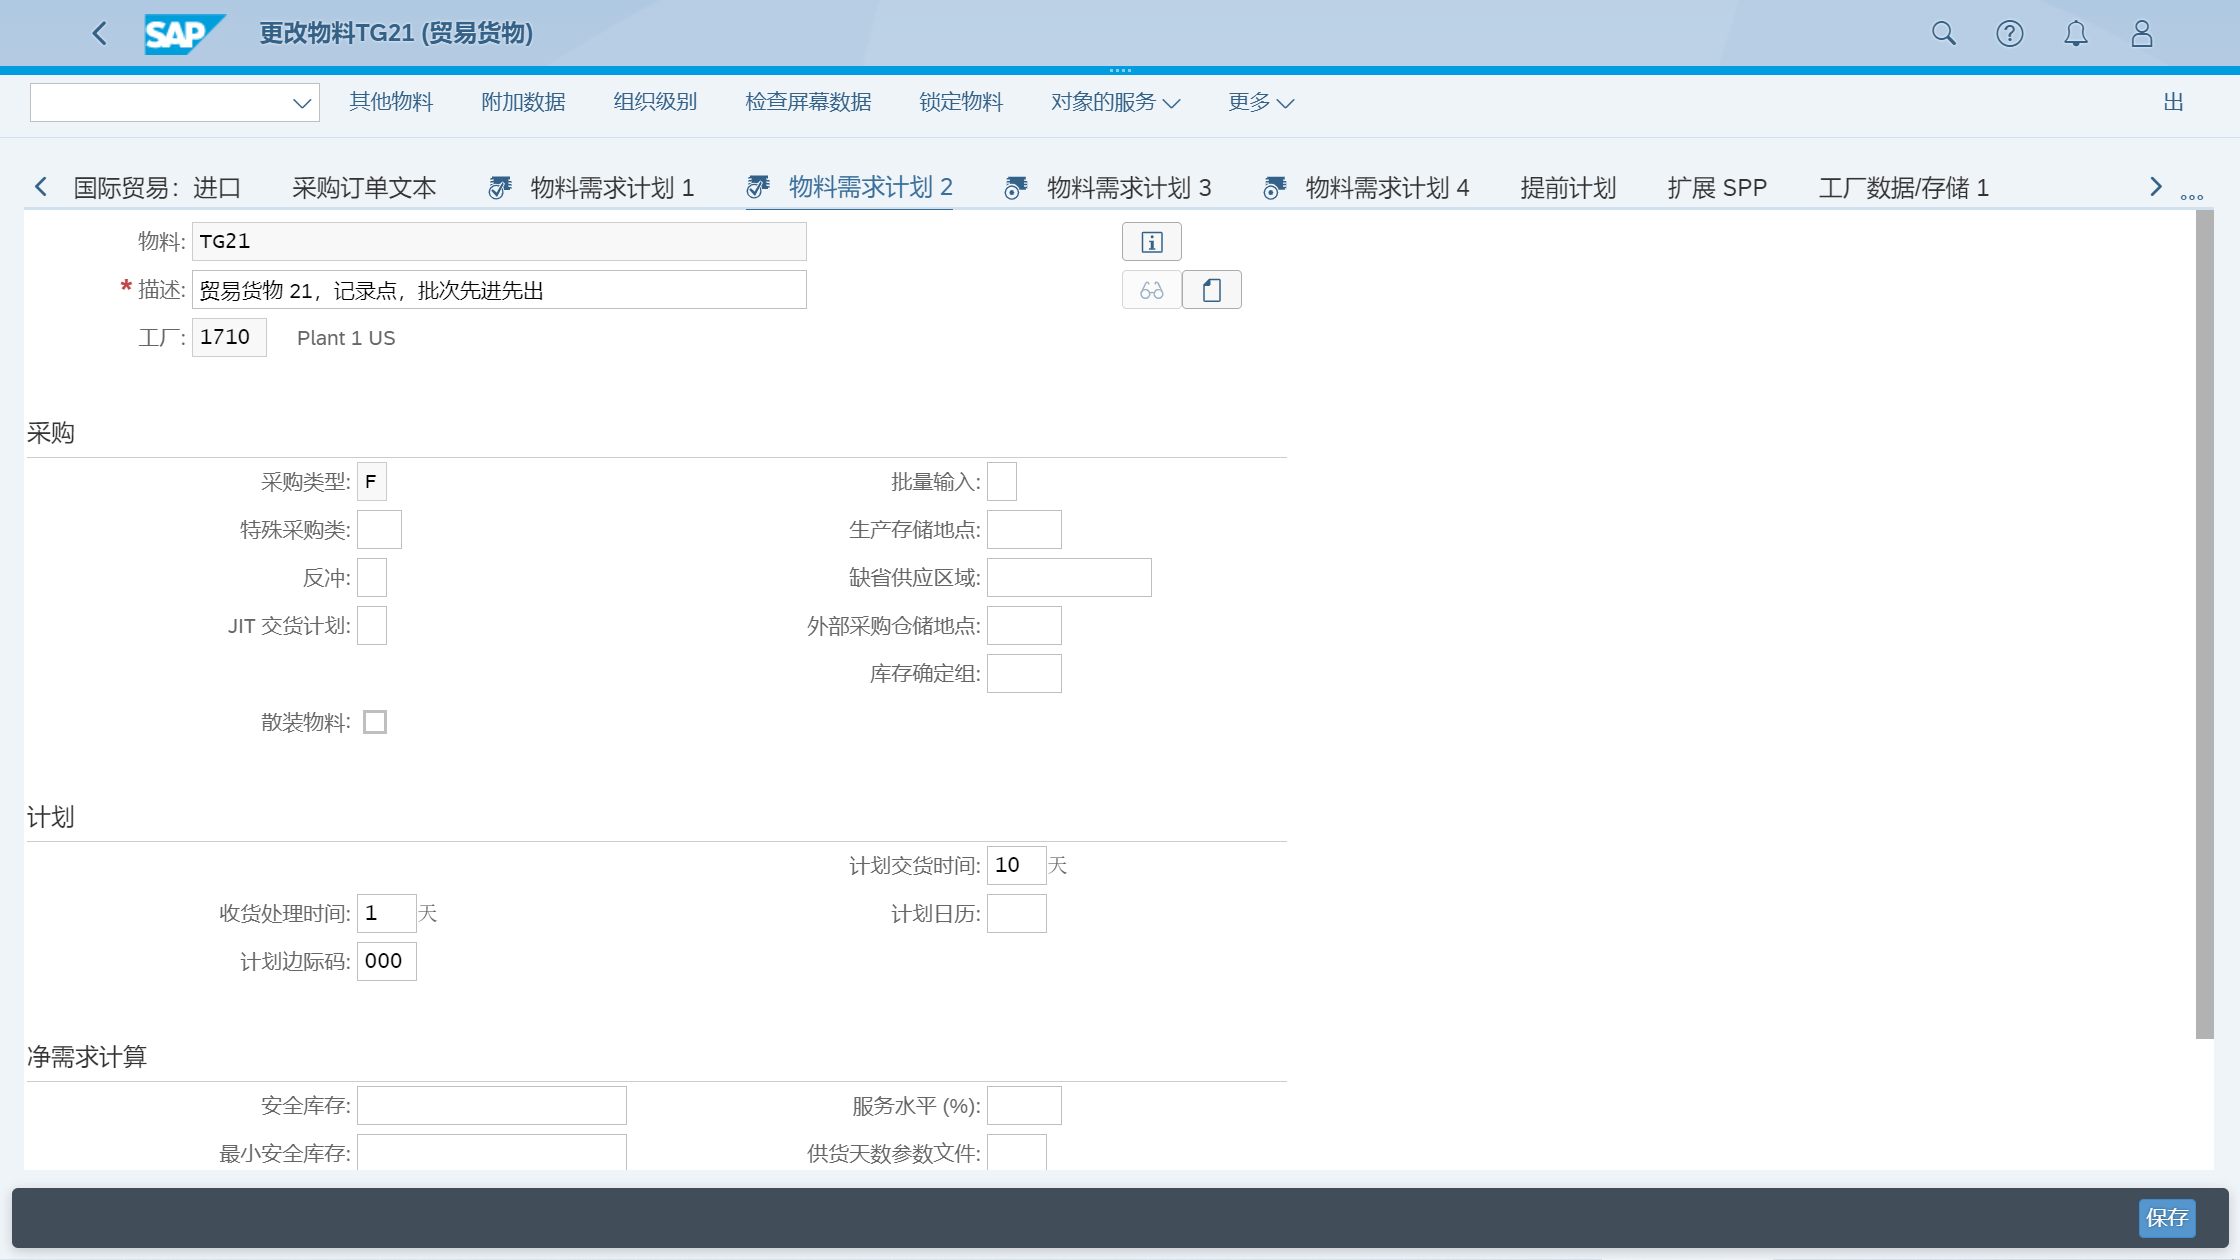 SAP 更改物料TG21 (贸易货物)
其他物料 附加数据 组织级别 检查屏幕数据 锁定物料 对象的服务 更多 出
国际贸易：进口 采购订单文本 物料需求计划 1 物料需求计划 2 物料需求计划 3 物料需求计划 4 提前计划 扩展 SPP 工厂数据/存储 1
物料: TG21
* 描述: 贸易货物 21，记录点，批次先进先出
工厂: 1710 Plant 1 US
采购
采购类型: F 批量输入:
特殊采购类: 生产存储地点:
反冲: 缺省供应区域:
JIT 交货计划: 外部采购仓储地点:
库存确定组:
散装物料:
计划
计划交货时间: 10 天
收货处理时间: 1 天 计划日历:
计划边际码: 000
净需求计算
安全库存: 服务水平 (%):
最小安全库存: 供货天数参数文件:
保存